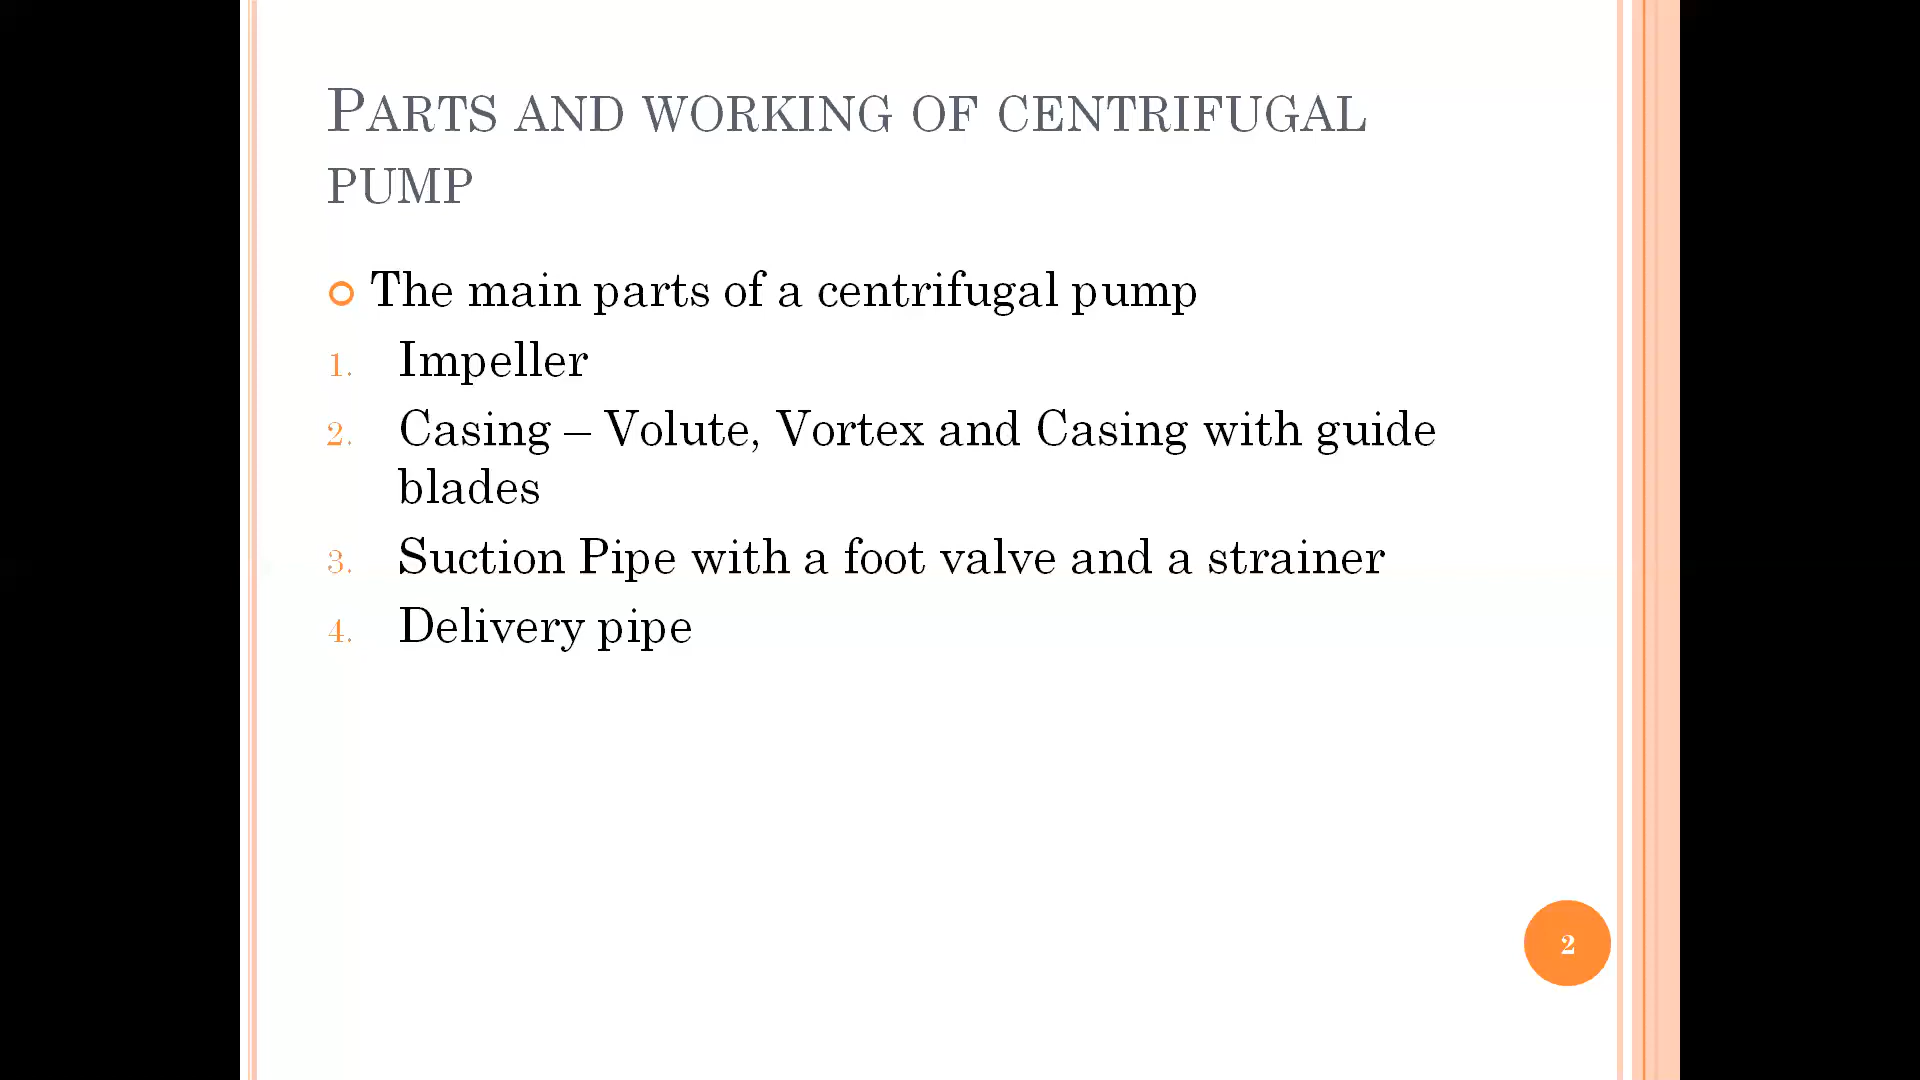 PARTS AND WORKING OF CENTRIFUGAL
PUMP
The main parts of a centrifugal pump
1. Impeller
2. Casing – Volute, Vortex and Casing with guide
blades
3. Suction Pipe with a foot valve and a strainer
4. Delivery pipe
2